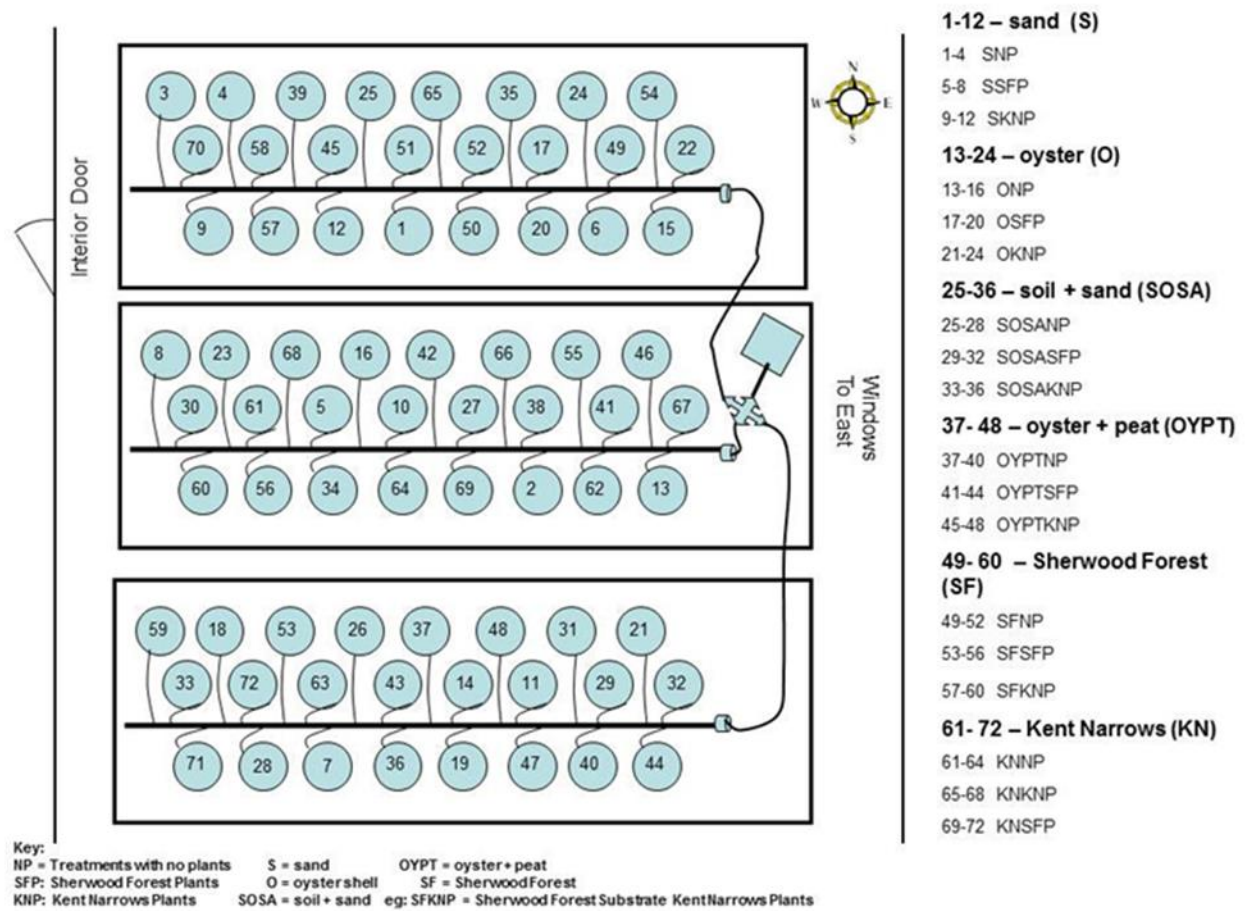 3 4 39 25 65 35 24 54
70 58 45 51 52 17 49 22
9 57 12 1 50 20 6 15
Interior Door
N
W E
S
8 23 68 16 42 66 55 46
30 61 5 10 27 38 41 67
60 56 34 64 69 2 62 13
Windows
To East
59 18 53 26 37 48 31 21
33 72 63 43 14 11 29 32
71 28 7 36 19 47 40 44
1-12 – sand (S)
1-4 SNP
5-8 SSFP
9-12 SKNP
13-24 – oyster (O)
13-16 ONP
17-20 OSFP
21-24 OKNP
25-36 – soil + sand (SOSA)
25-28 SOSANP
29-32 SOSASFP
33-36 SOSAKNP
37- 48 – oyster + peat (OYPT)
37-40 OYPTNP
41-44 OYPTSFP
45-48 OYPTKNP
49- 60 – Sherwood Forest
(SF)
49-52 SFNP
53-56 SFSFP
57-60 SFKNP
61- 72 – Kent Narrows (KN)
61-64 KNNP
65-68 KNKNP
69-72 KNSFP
Key:
NP = Treatments with no plants S = sand OYPT = oyster + peat
SFP: Sherwood Forest Plants O = oyster shell SF = Sherwood Forest
KNP: Kent Narrows Plants SOSA = soil + sand eg: SFKNP = Sherwood Forest Substrate Kent Narrows Plants